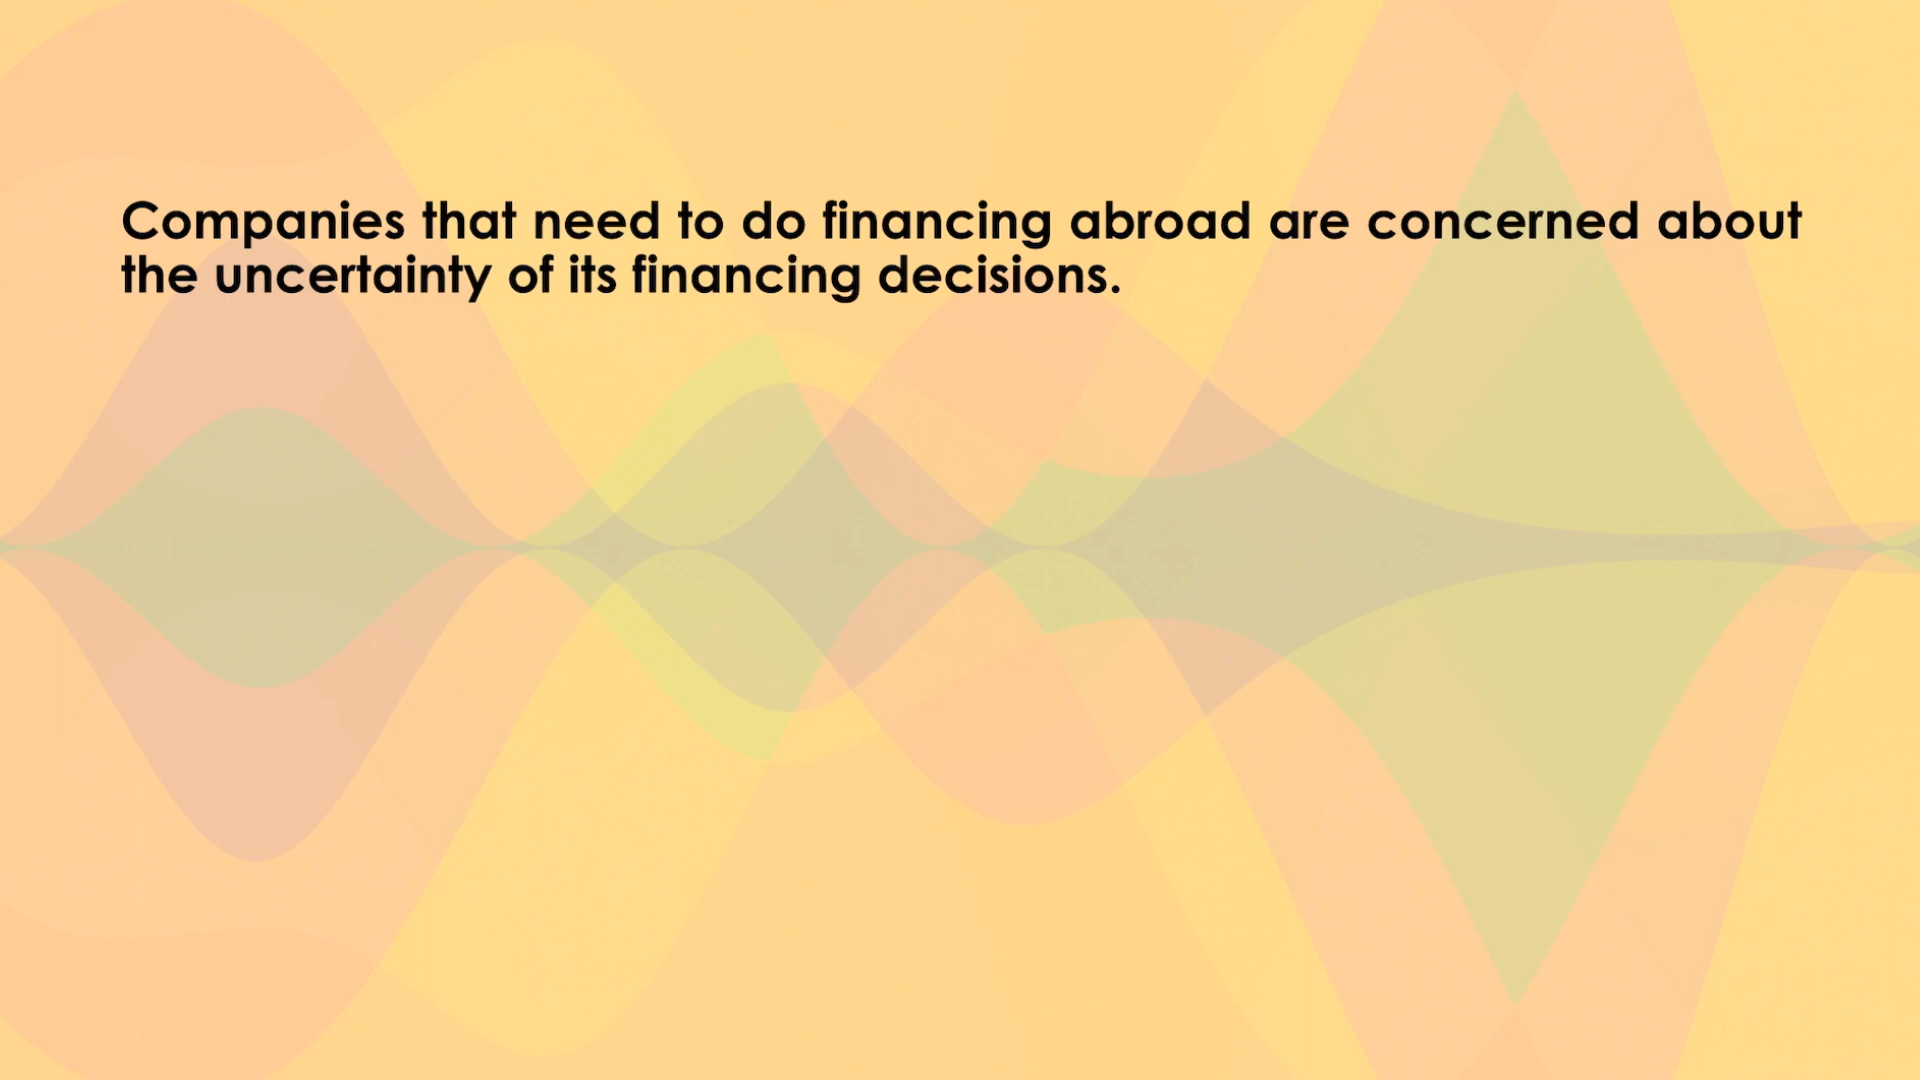 Companies that need to do financing abroad are concerned about
the uncertainty of its financing decisions.